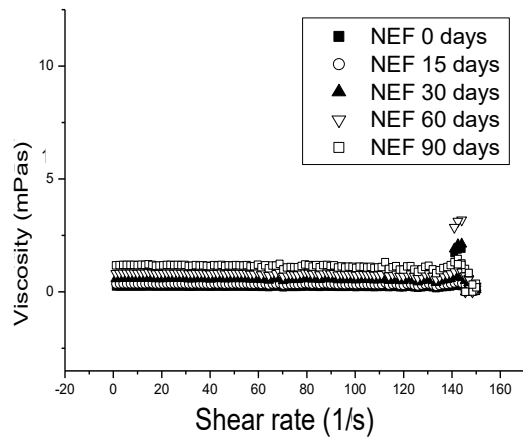 NEF 0 days
NEF 15 days
NEF 30 days
NEF 60 days
NEF 90 days
Viscosity (mPas)
10
1
5
0
-20 0 20 40 60 80 100 120 140 160
Shear rate (1/s)